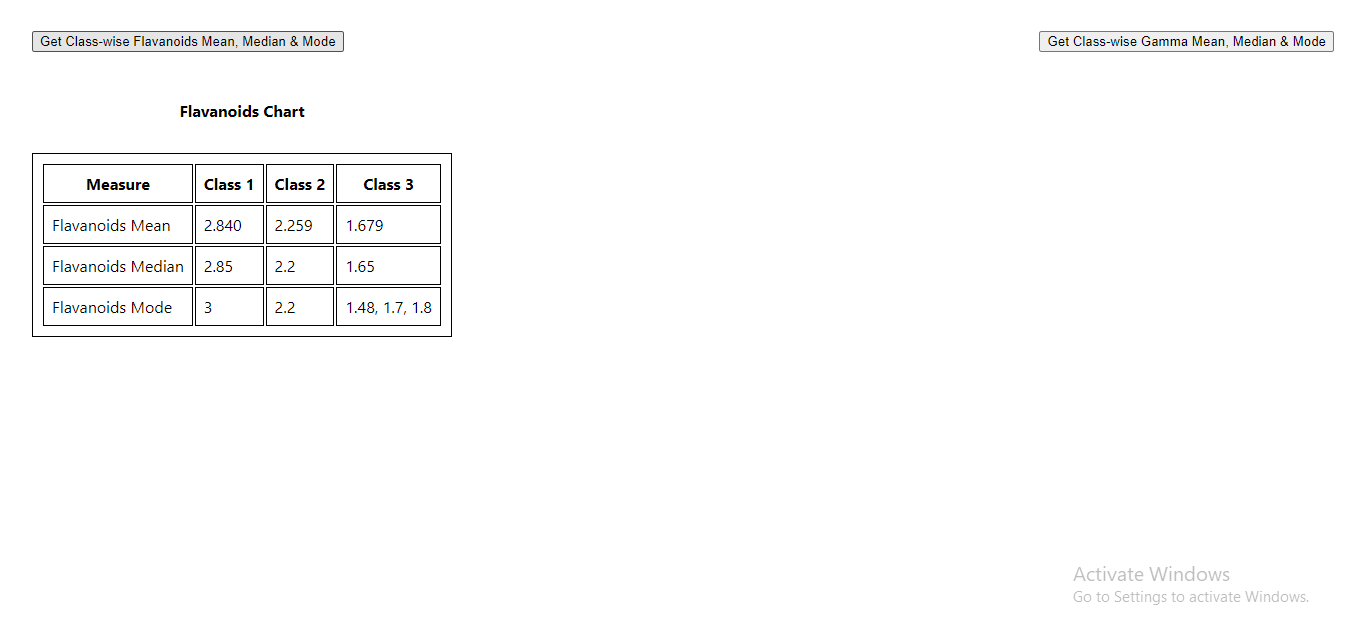 Get Class-wise Flavanoids Mean, Median & Mode
Get Class-wise Gamma Mean, Median & Mode
Flavanoids Chart
Measure Class 1 Class 2 Class 3
Flavanoids Mean 2.840 2.259 1.679
Flavanoids Median 2.85 2.2 1.65
Flavanoids Mode 3 2.2 1.48, 1.7, 1.8
Activate Windows
Go to Settings to activate Windows.